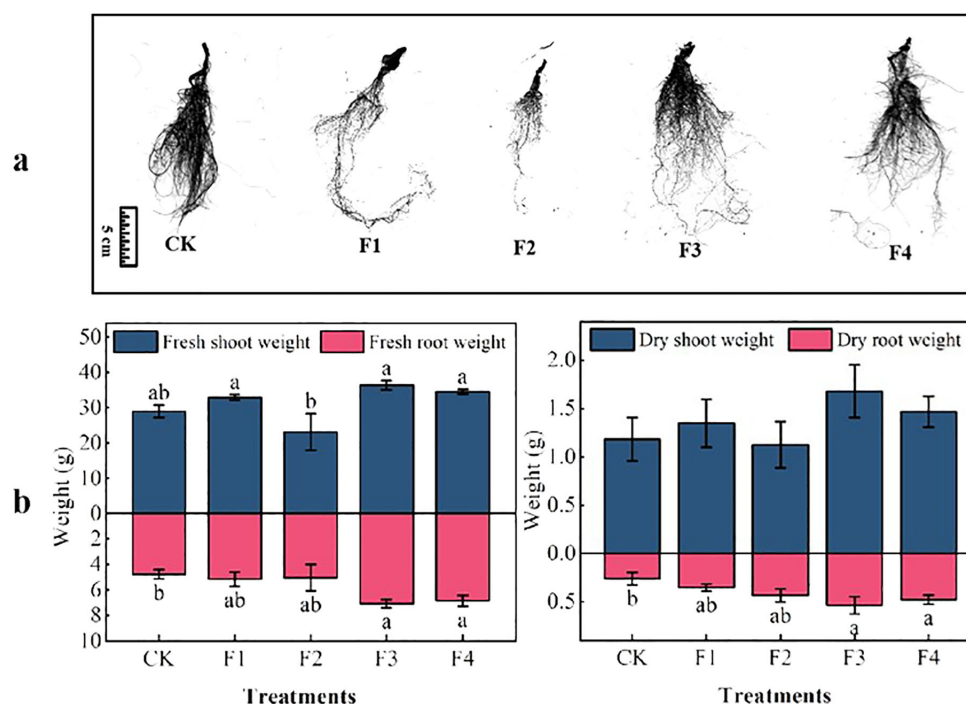 a
5 cm
CK
F1
F2
F3
F4
b
Weight (g)
50
40
30
20
10
0
2
4
6
8
10
Fresh shoot weight
Fresh root weight
ab
a
b
a
a
b
ab
ab
a
a
CK
F1
F2
F3
F4
Treatments
Weight (g)
2.0
1.5
1.0
0.5
0.0
0.5
Dry shoot weight
Dry root weight
b
ab
ab
a
a
CK
F1
F2
F3
F4
Treatments